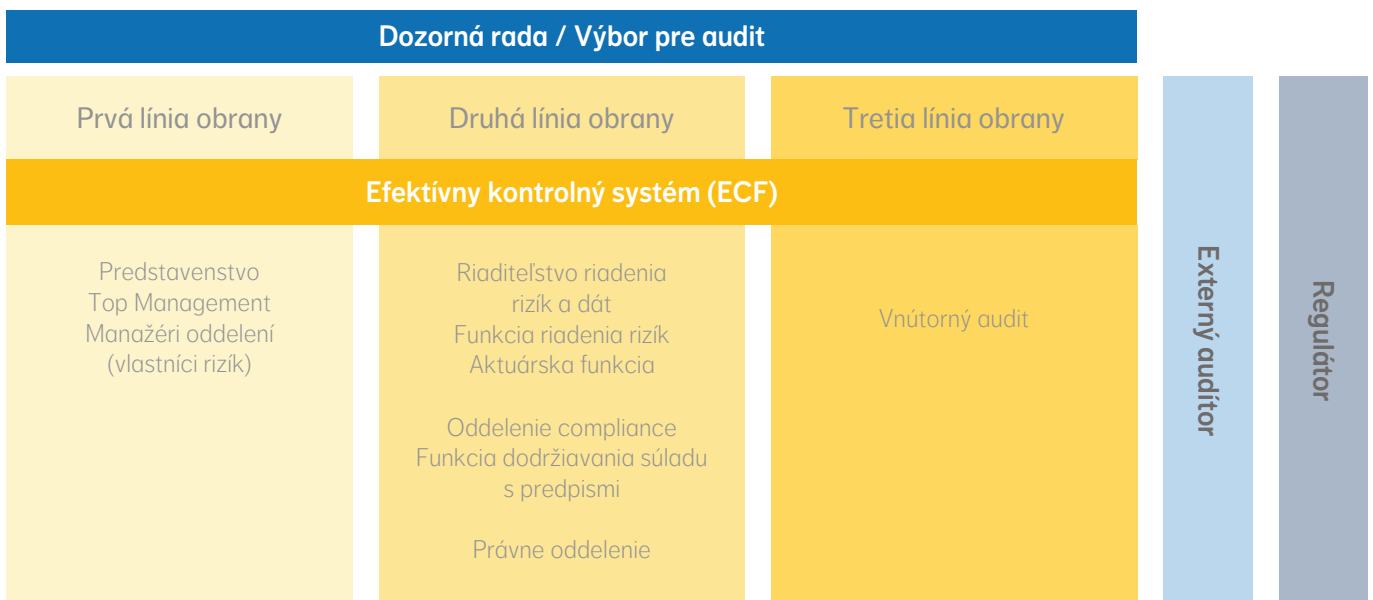 Dozorná rada / Výbor pre audit
Prvá línia obrany
Druhá línia obrany
Tretia línia obrany
Efektívny kontrolný systém (ECF)
Predstavenstvo
Top Management
Manažéri oddelení
(vlastníci rizík)
Riaditeľstvo riadenia
rizík a dát
Funkcia riadenia rizík
Aktuárska funkcia
Oddelenie compliance
Funkcia dodržiavania súladu
s predpismi
Právne oddelenie
Vnútorný audit
Externý audítor
Regulátor